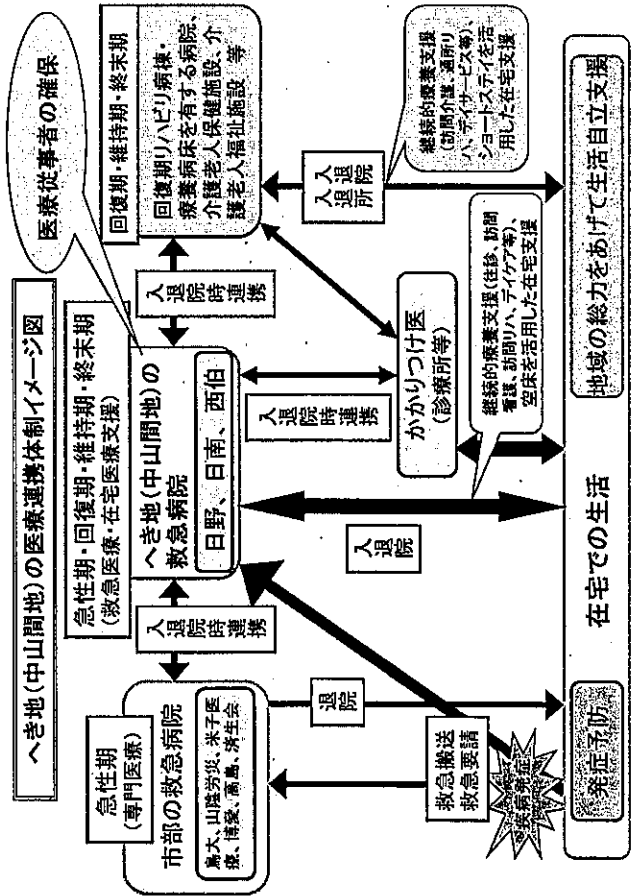 へき地(中山間地)の医療連携体制イメージ図
医療従事者の確保
急性期
(専門医療)
市部の救急病院
鳥大、山陰労災、米子医
療、博愛、高島、済生会
入退院時連携
急性期・回復期・維持期・終末期
(救急医療・在宅医療支援)
へき地(中山間地)の
救急病院
日野、日南、西伯
入退院時連携
回復期・維持期・終末期
回復期リハビリ病棟・
療養病床を有する病院、
介護老人保健施設、介
護老人福祉施設 等
退院
救急搬送
救急要請
入退院
入退院時連携
かかりつけ医
(診療所等)
入退院
入退所
継続的療養支援
(訪問介護、通所リ
ハ、デイサービス等)、
ショートステイを活
用した在宅支援
継続的療養支援(往診、訪問
看護、訪問リハ、デイケア等)、
空床を活用した在宅支援
疾病発症
発症予防
在宅での生活
地域の総力をあげて生活自立支援